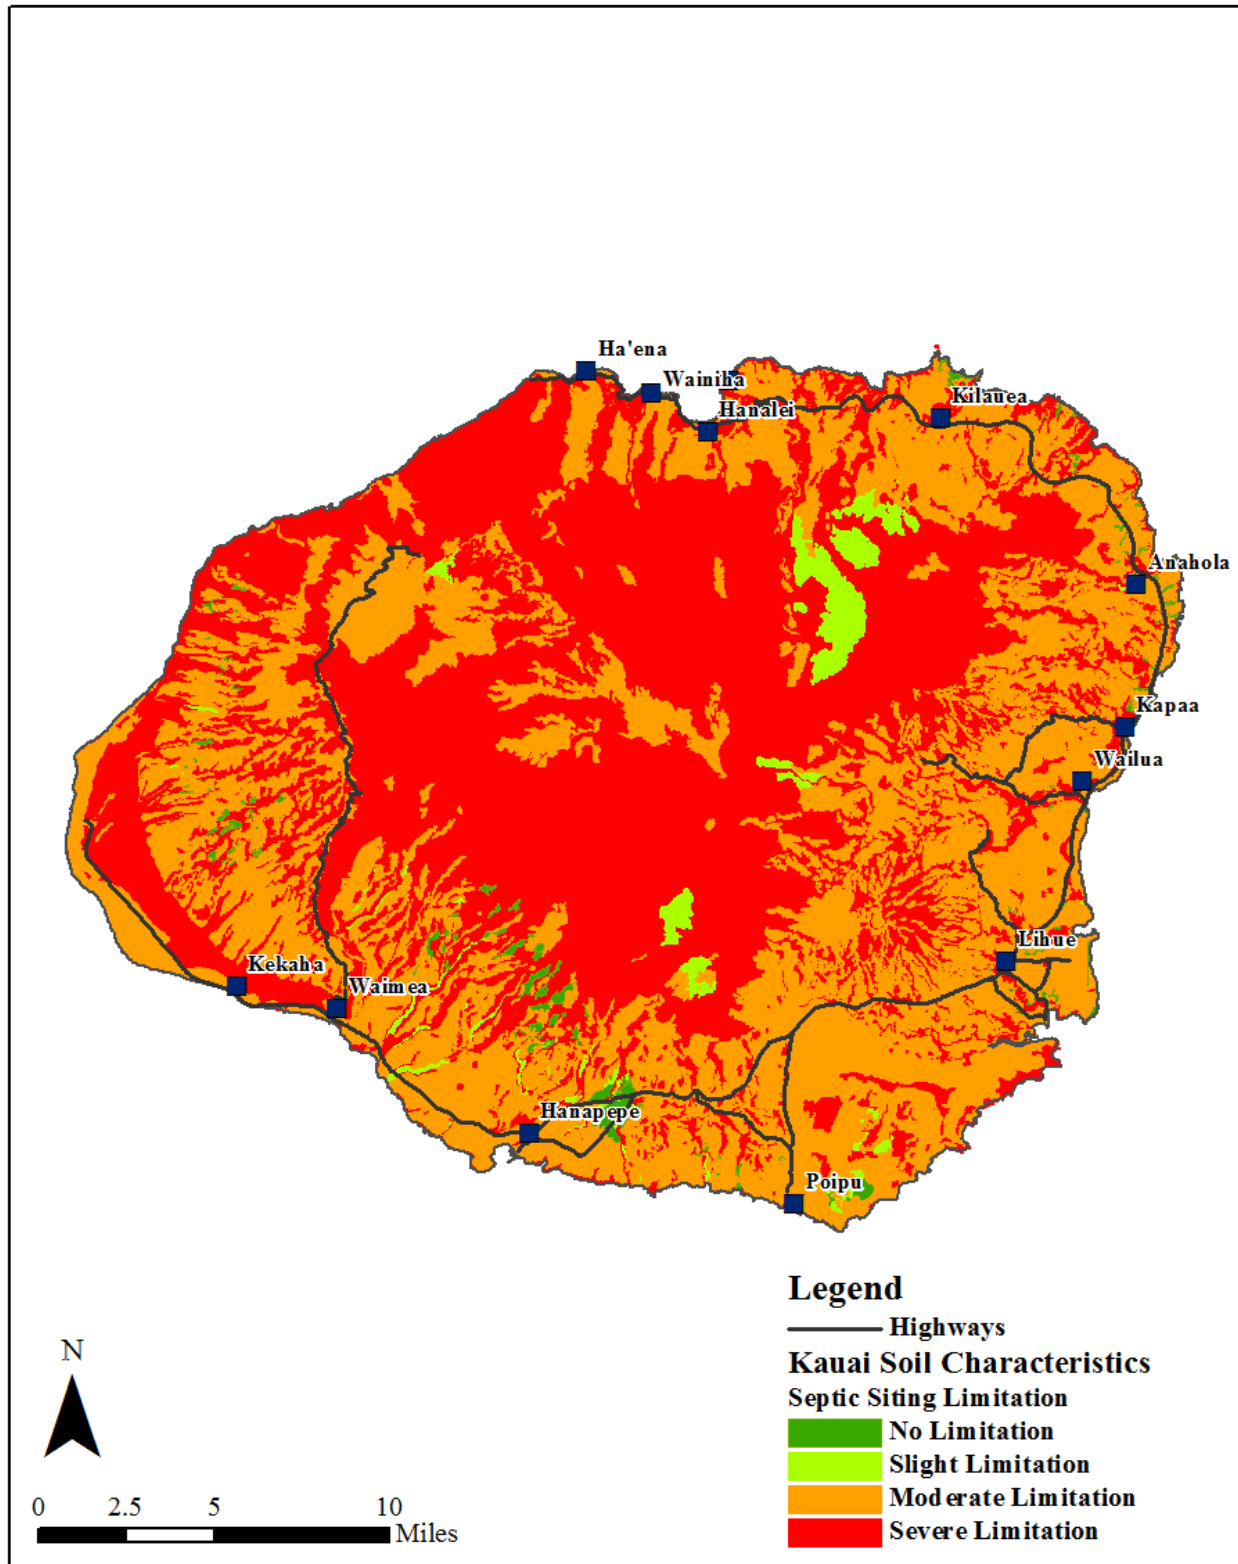 Ha'ena
Wainiha
Hanalei
Kilauea
Anahola
Kapaa
Wailua
Lihue
Kekaha
Waimea
Hanapepe
Poipu
Legend
Highways
Kauai Soil Characteristics
Septic Siting Limitation
No Limitation
Slight Limitation
Moderate Limitation
Severe Limitation
N
0 2.5 5 10
Miles